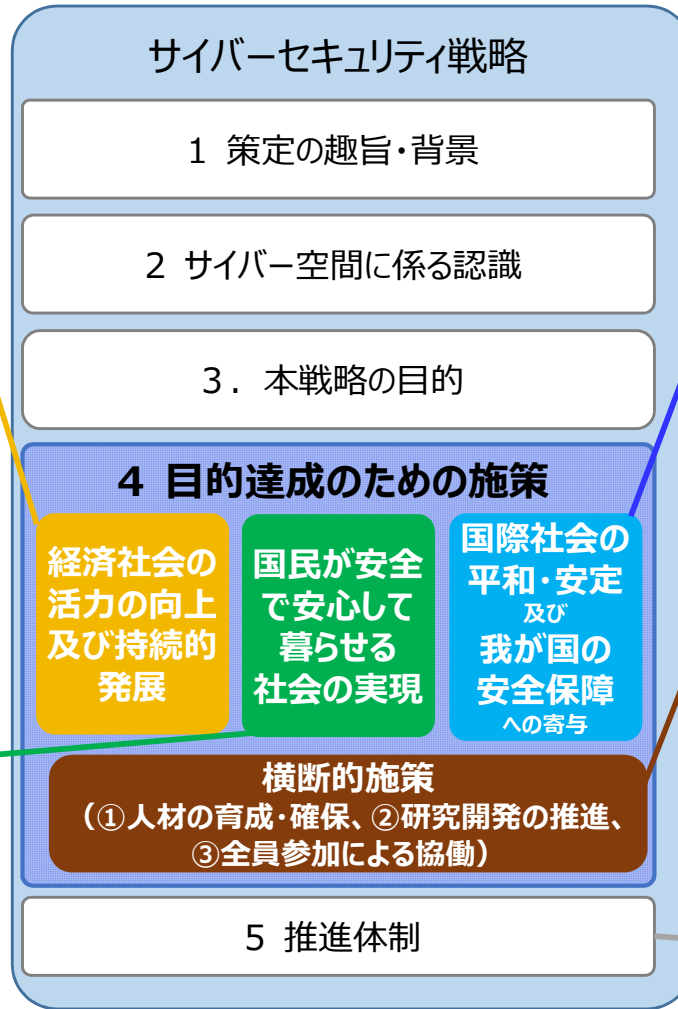 サイバーセキュリティ戦略
1 策定の趣旨・背景
2 サイバー空間に係る認識
3．本戦略の目的
4 目的達成のための施策
経済社会の
活力の向上
及び持続的
発展
国民が安全
で安心して
暮らせる
社会の実現
国際社会の
平和・安定
及び
我が国の
安全保障
への寄与
横断的施策
（①人材の育成・確保、②研究開発の推進、
③全員参加による協働）
5 推進体制